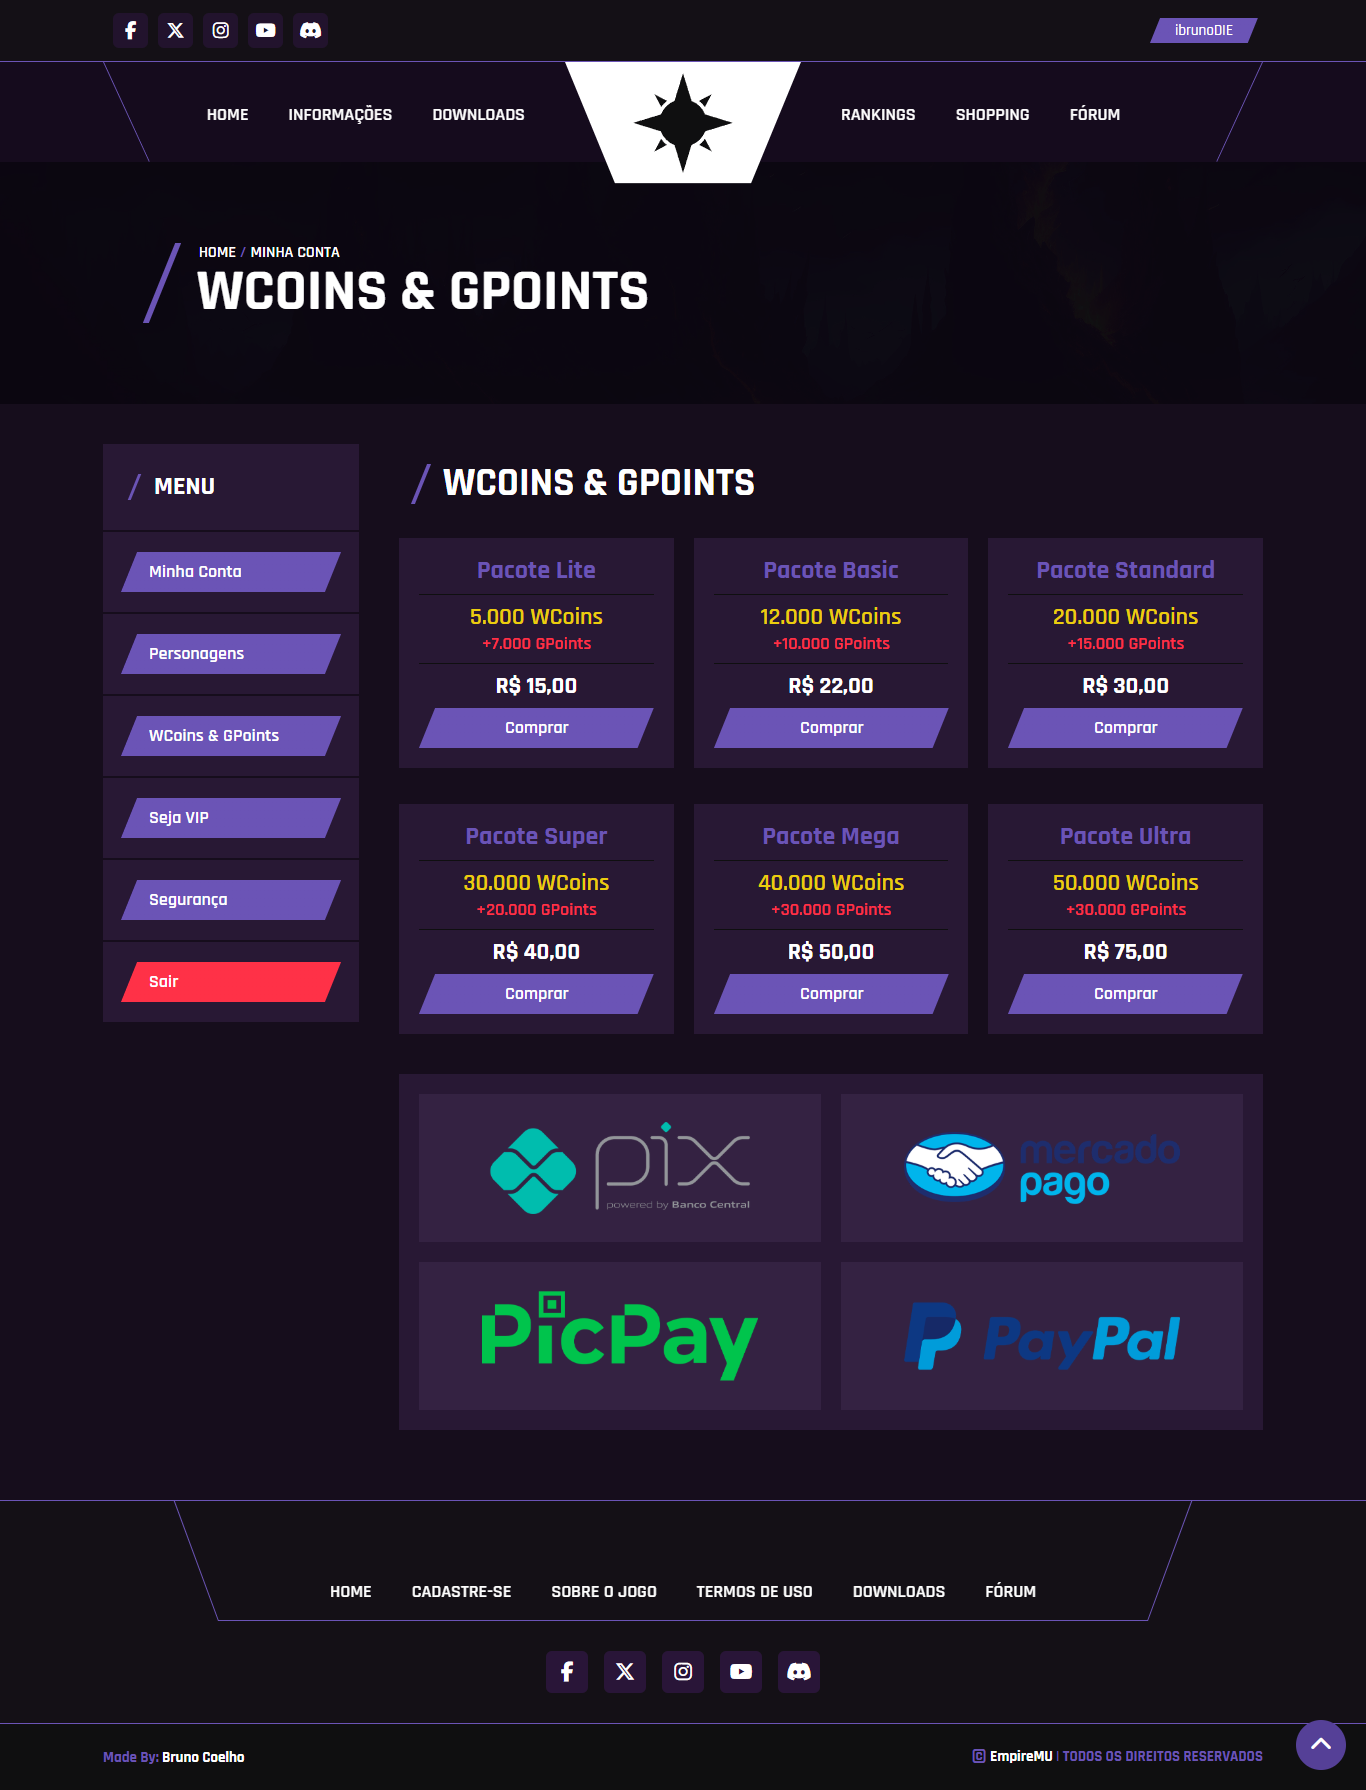 ibrunoDIE
HOME INFORMAÇÕES DOWNLOADS RANKINGS SHOPPING FÓRUM
HOME / MINHA CONTA
WCOINS & GPOINTS
MENU
Minha Conta
Personagens
WCoins & GPoints
Seja VIP
Segurança
Sair
WCOINS & GPOINTS
Pacote Lite
5.000 WCoins
+7.000 GPoints
R$ 15,00
Comprar
Pacote Basic
12.000 WCoins
+10.000 GPoints
R$ 22,00
Comprar
Pacote Standard
20.000 WCoins
+15.000 GPoints
R$ 30,00
Comprar
Pacote Super
30.000 WCoins
+20.000 GPoints
R$ 40,00
Comprar
Pacote Mega
40.000 WCoins
+30.000 GPoints
R$ 50,00
Comprar
Pacote Ultra
50.000 WCoins
+30.000 GPoints
R$ 75,00
Comprar
pix
powered by Banco Central
mercado
pago
PicPay
PayPal
HOME CADASTRE-SE SOBRE O JOGO TERMOS DE USO DOWNLOADS FÓRUM
Made By: Bruno Coelho
© EmpireMU | TODOS OS DIREITOS RESERVADOS